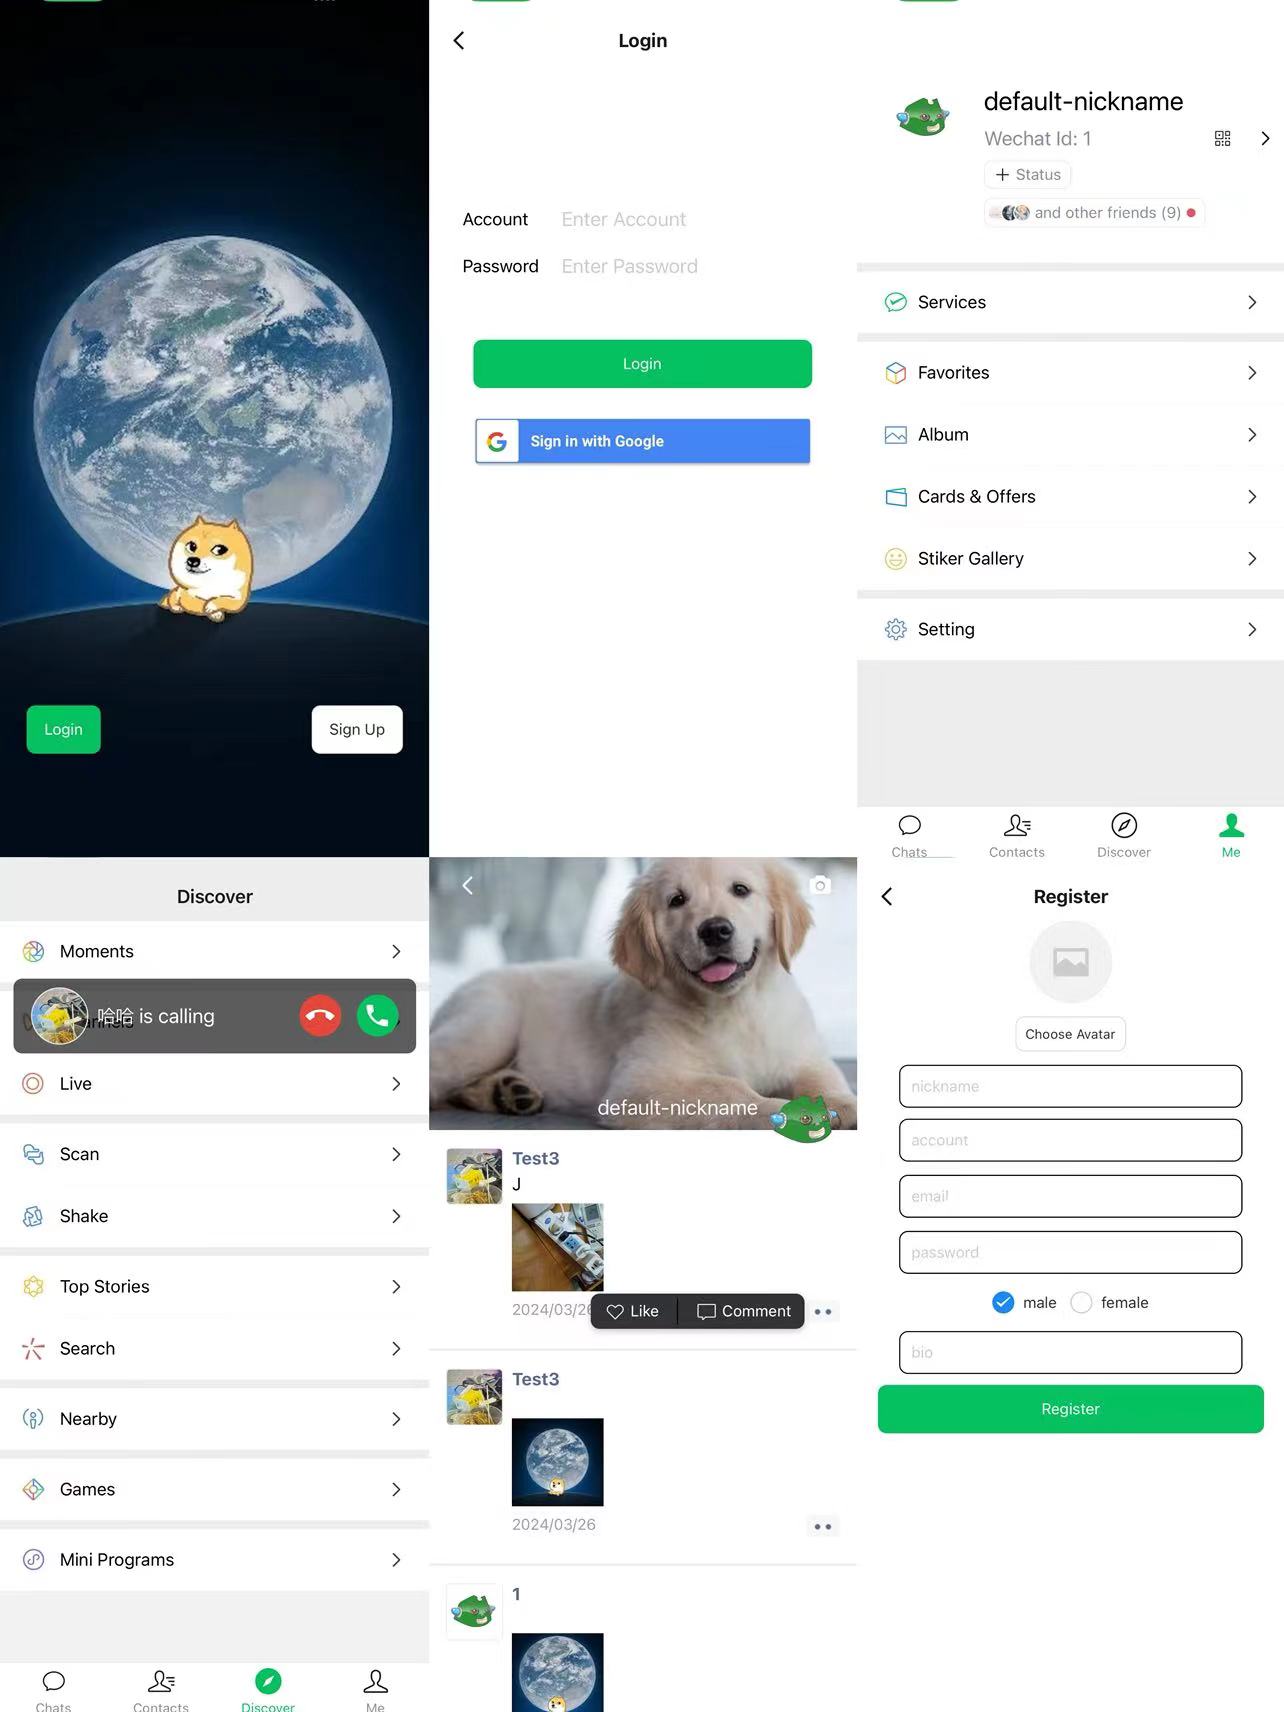 Login
Sign Up
Login
Account
Enter Account
Password
Enter Password
Login
Sign in with Google
default-nickname
Wechat Id: 1
+ Status
and other friends (9)
Services
Favorites
Album
Cards & Offers
Stiker Gallery
Setting
Chats
Contacts
Discover
Me
Discover
Moments
哈哈 is calling
Live
Scan
Shake
Top Stories
Search
Nearby
Games
Mini Programs
Chats
Contacts
Discover
Me
default-nickname
Test3
J
2024/03/26
Like
Comment
Test3
2024/03/26
1
Register
Choose Avatar
nickname
account
email
password
male
female
bio
Register